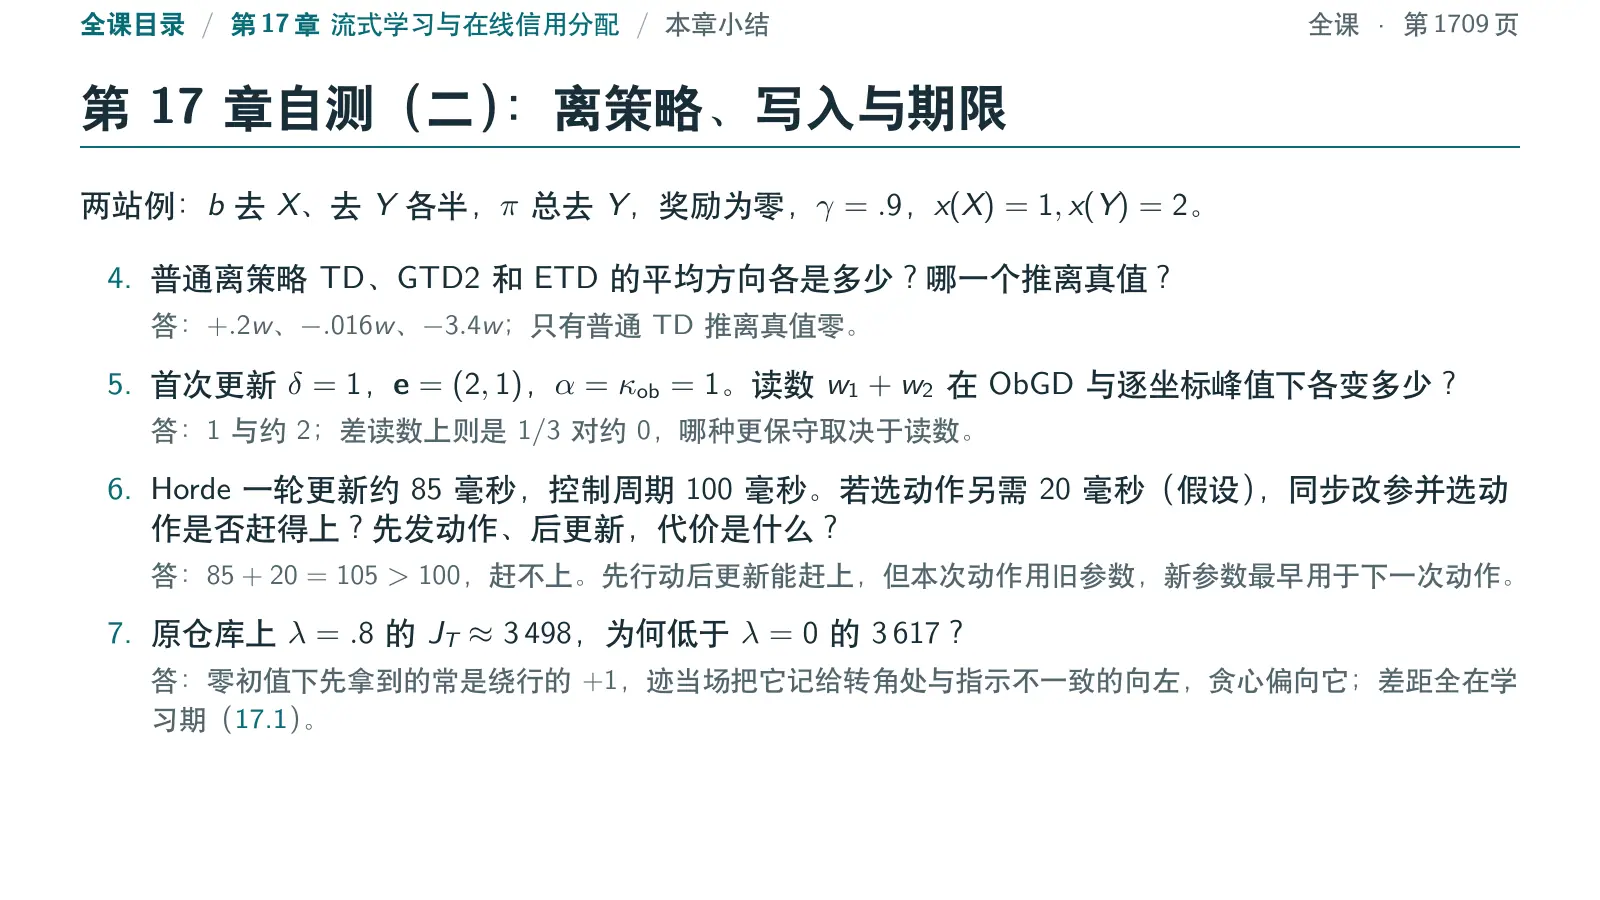 全课目录 / 第 17 章 流式学习与在线信用分配 / 本章小结
全课 · 第 1709 页
第 17 章自测（二）：离策略、写入与期限
两站例：b 去 X、去 Y 各半，π 总去 Y，奖励为零，γ = .9，x(X) = 1, x(Y) = 2。
4. 普通离策略 TD、GTD2 和 ETD 的平均方向各是多少？哪一个推离真值？
答：+.2w、−.016w、−3.4w；只有普通 TD 推离真值零。
5. 首次更新 δ = 1，e = (2, 1)，α = κ_ob = 1。读数 w₁ + w₂ 在 ObGD 与逐坐标峰值下各变多少？
答：1 与约 2；差读数上则是 1/3 对约 0，哪种更保守取决于读数。
6. Horde 一轮更新约 85 毫秒，控制周期 100 毫秒。若选动作另需 20 毫秒（假设），同步改参并选动
作是否赶得上？先发动作、后更新，代价是什么？
答：85 + 20 = 105 > 100，赶不上。先行动后更新能赶上，但本次动作用旧参数，新参数最早用于下一次动作。
7. 原仓库上 λ = .8 的 J_T ≈ 3 498，为何低于 λ = 0 的 3 617？
答：零初值下先拿到的常是绕行的 +1，迹当场把它记给转角处与指示不一致的向左，贪心偏向它；差距全在学
习期（17.1）。